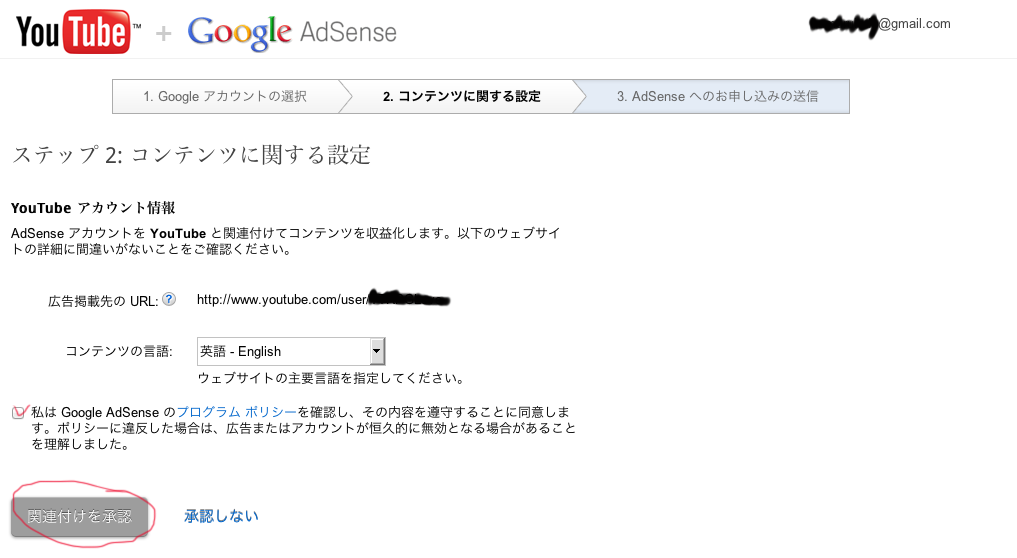 YouTube™ + Google AdSense
@gmail.com
1. Google アカウントの選択
2. コンテンツに関する設定
3. AdSense へのお申し込みの送信
ステップ 2: コンテンツに関する設定
YouTube アカウント情報
AdSense アカウントを YouTube と関連付けてコンテンツを収益化します。以下のウェブサイ
トの詳細に間違いがないことをご確認ください。
広告掲載先の URL: ? http://www.youtube.com/user/
コンテンツの言語: 英語 - English
ウェブサイトの主要言語を指定してください。
私は Google AdSense のプログラム ポリシーを確認し、その内容を遵守することに同意しま
す。ポリシーに違反した場合は、広告またはアカウントが恒久的に無効となる場合があること
を理解しました。
関連付けを承認 承認しない